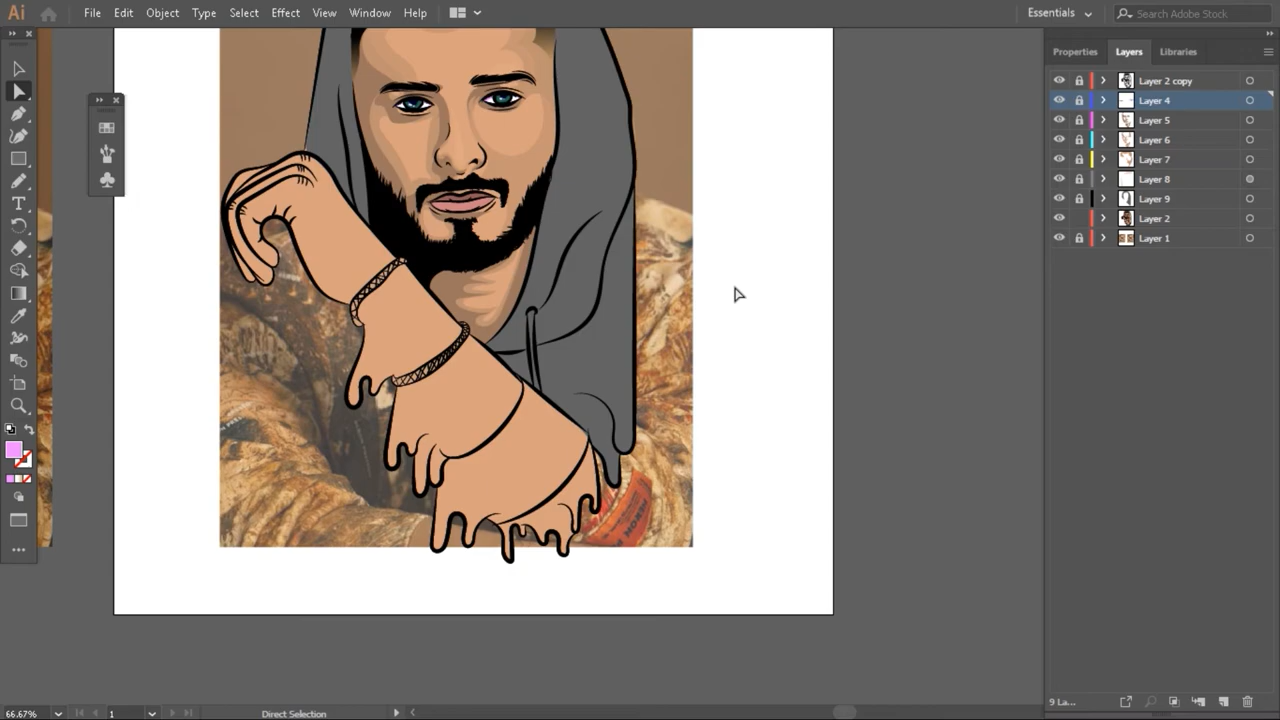 Ai File Edit Object Type Select Effect View Window Help Essentials Search Adobe Stock
Properties Layers Libraries
Layer 2 copy
Layer 4
Layer 5
Layer 6
Layer 7
Layer 8
Layer 9
Layer 2
Layer 1
66.67% 1 Direct Selection 9 La...